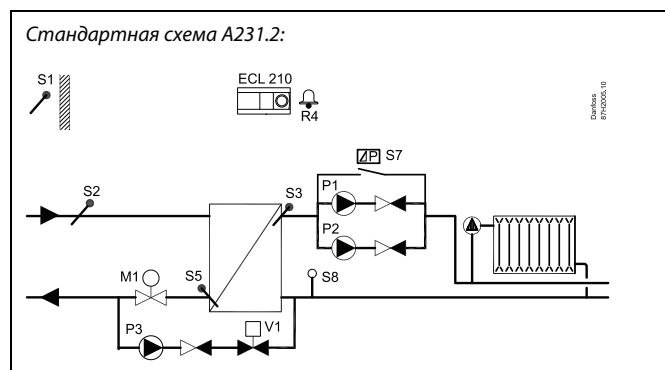 Стандартная схема A231.2:
S1
ECL 210
R4
Danfoss
87H2005.10
S7
P
S2
S3
P1
P2
M1
S5
S8
P3
V1